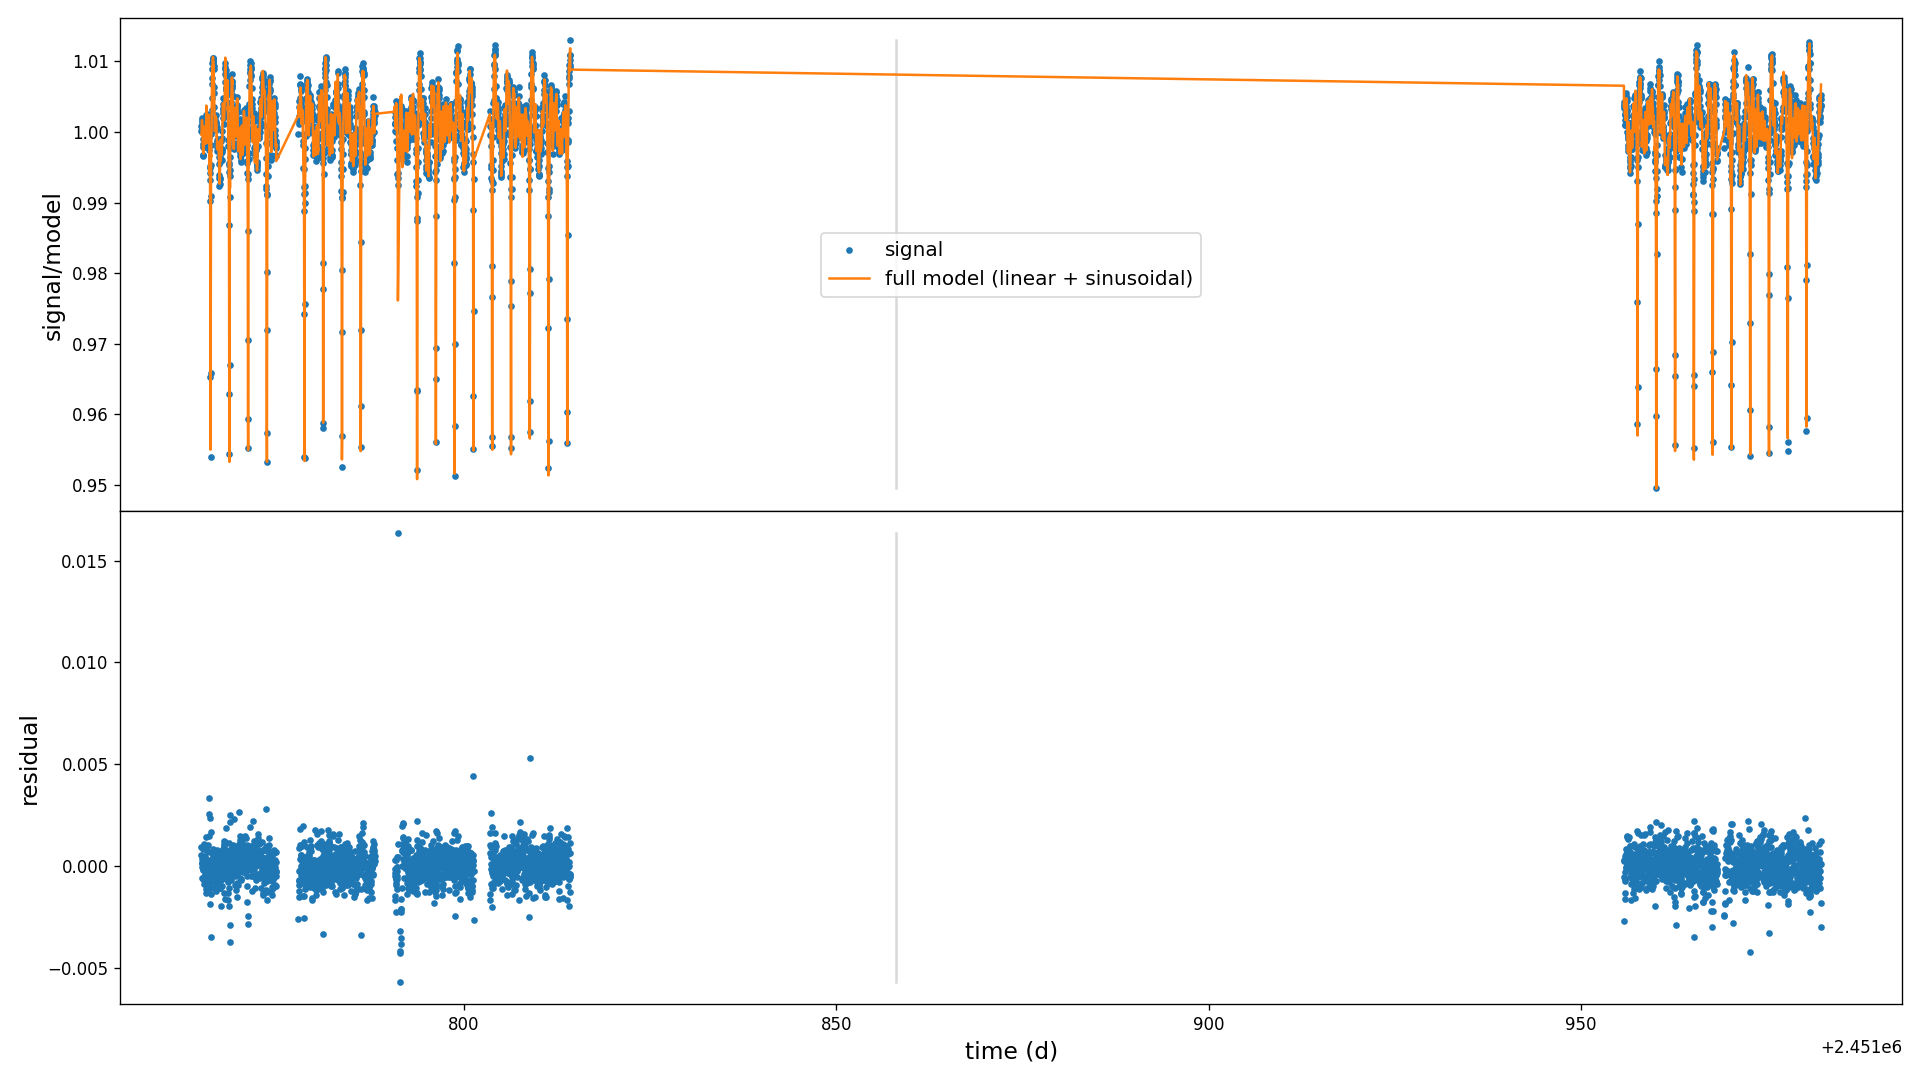 1.01
1.00
0.99
0.98
0.97
0.96
0.95
signal/model
signal
full model (linear + sinusoidal)
0.015
0.010
0.005
0.000
−0.005
residual
800
850
900
950
time (d)
+2.451e6